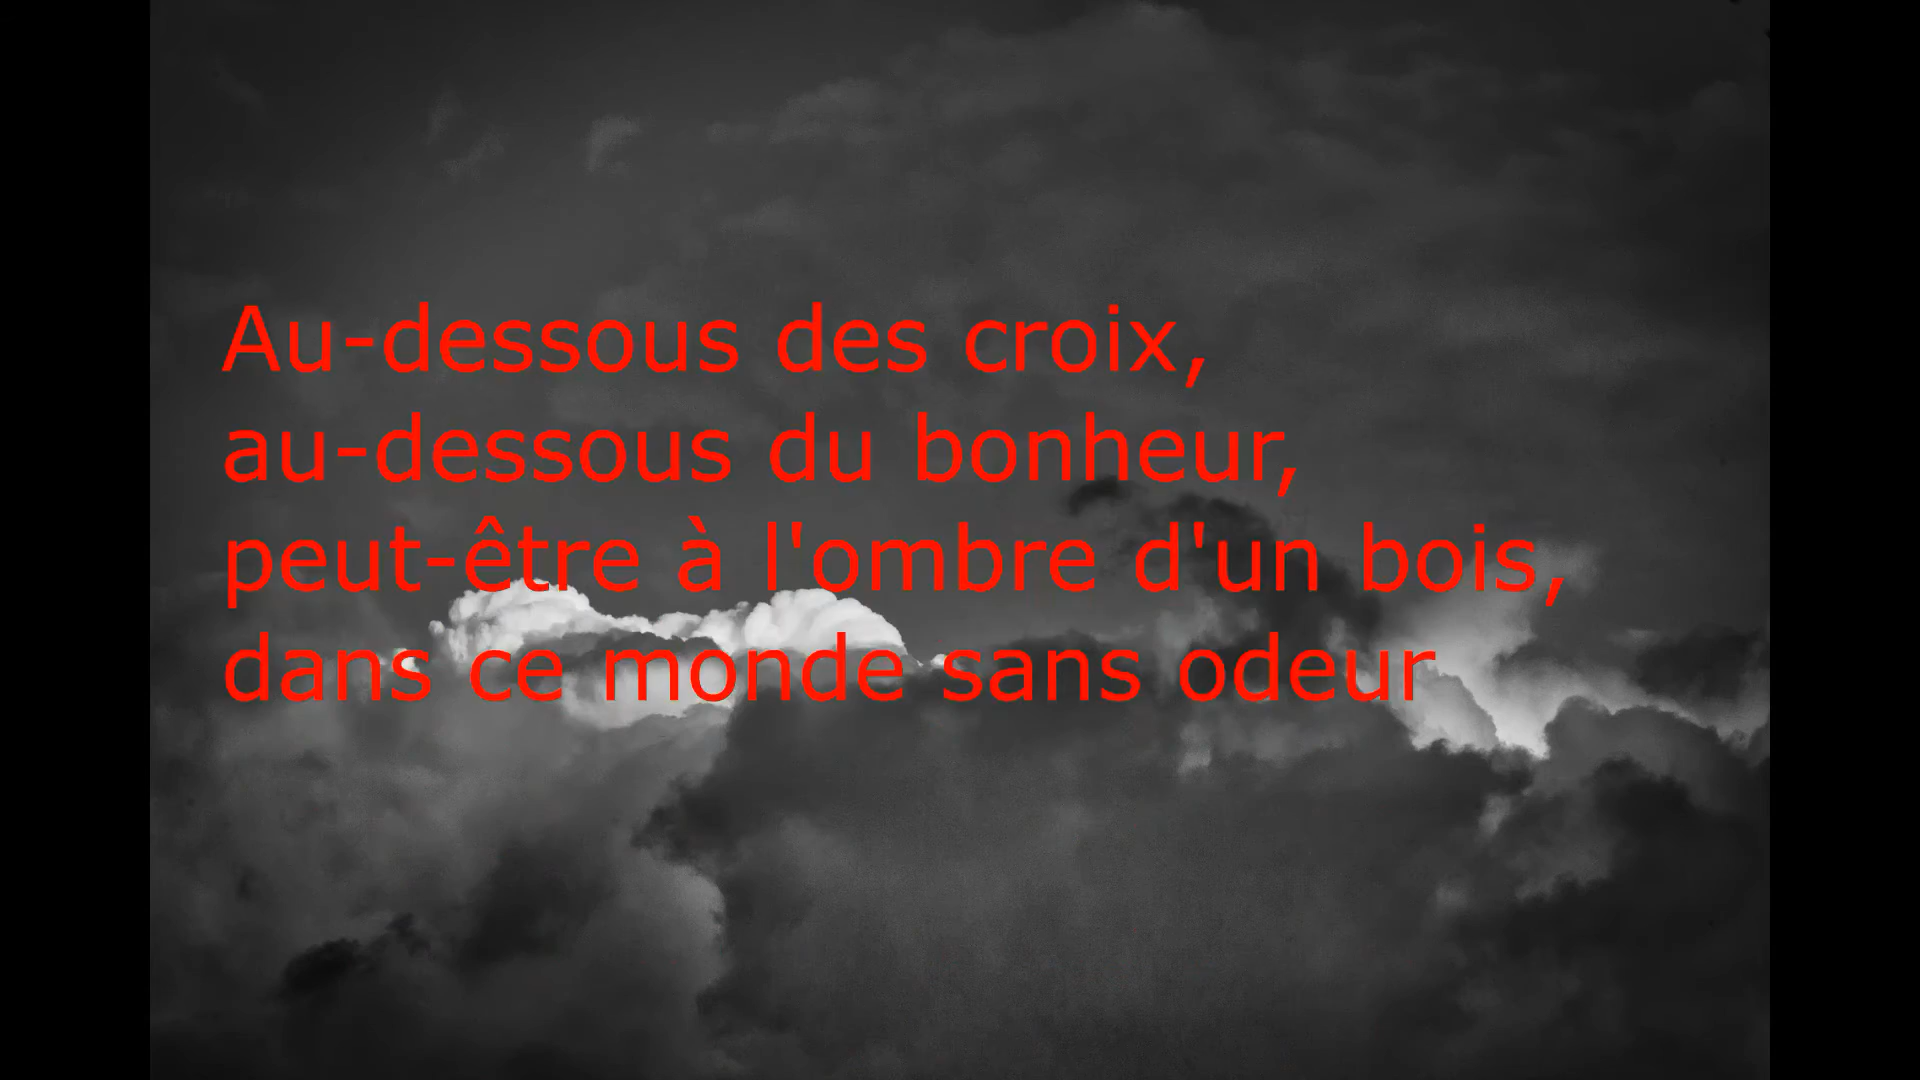 Au-dessous des croix,
au-dessous du bonheur,
peut-être à l'ombre d'un bois,
dans ce monde sans odeur